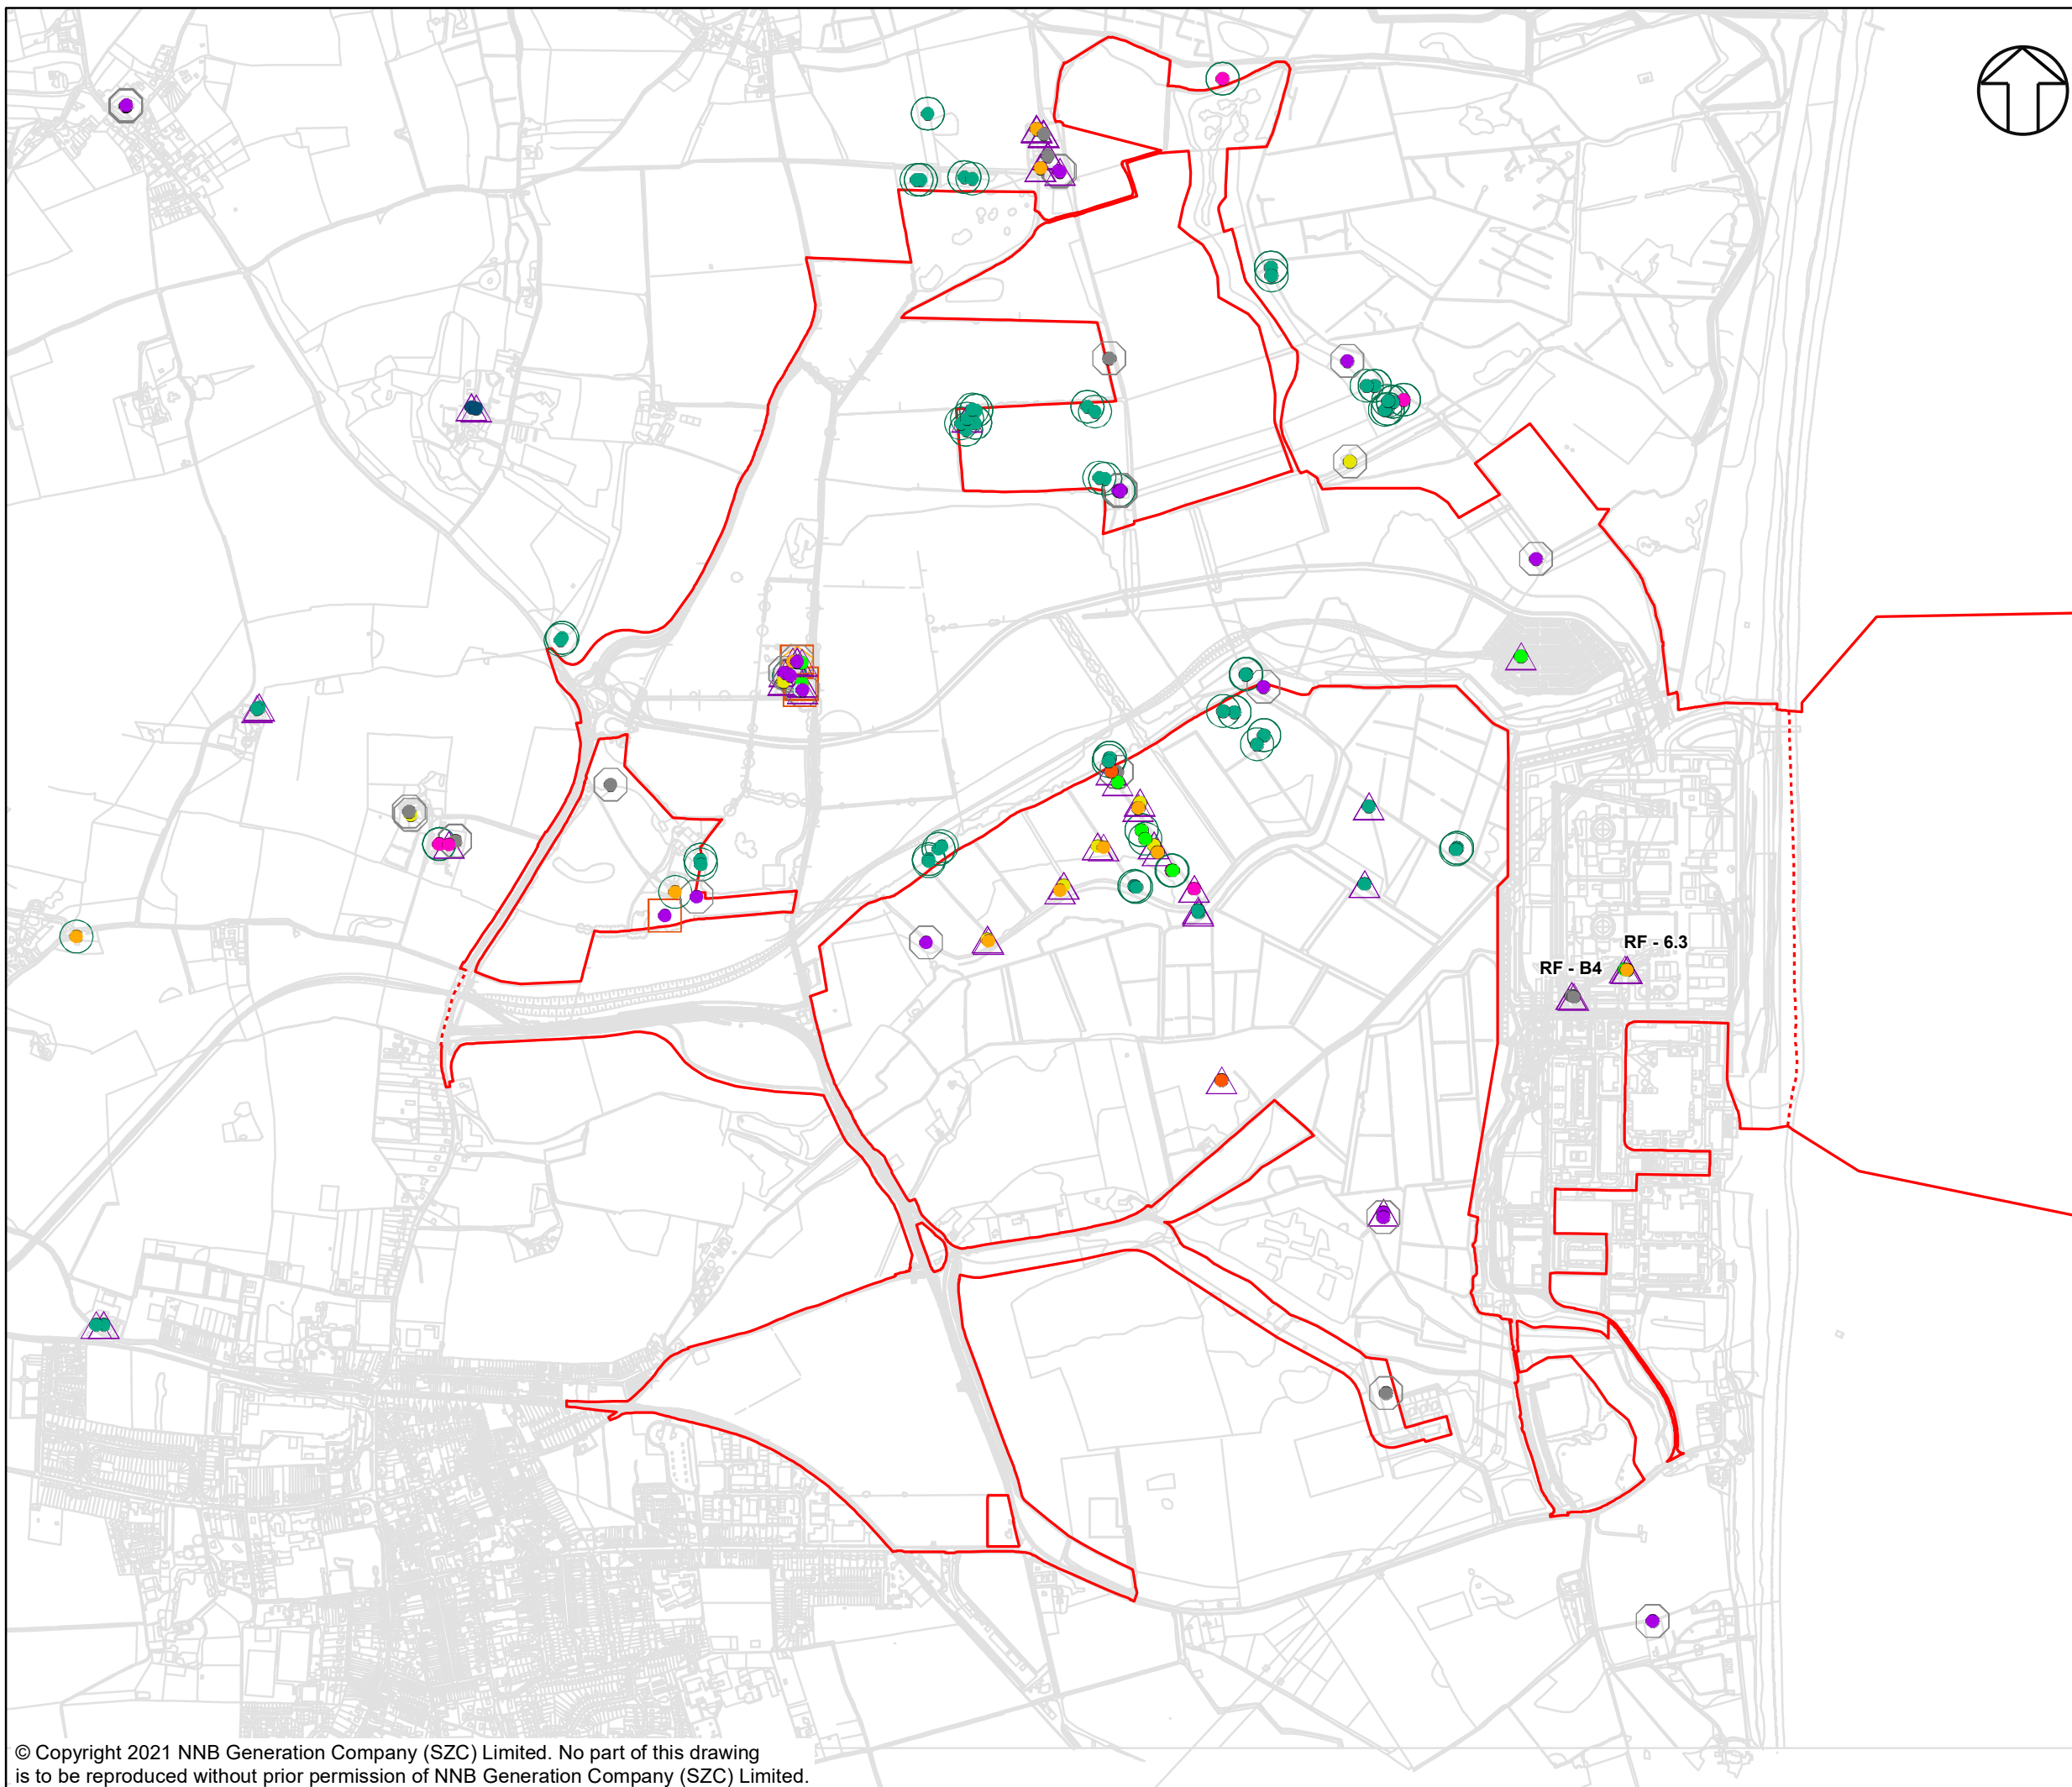 RF - 6.3
RF - B4
© Copyright 2021 NNB Generation Company (SZC) Limited. No part of this drawing
is to be reproduced without prior permission of NNB Generation Company (SZC) Limited.